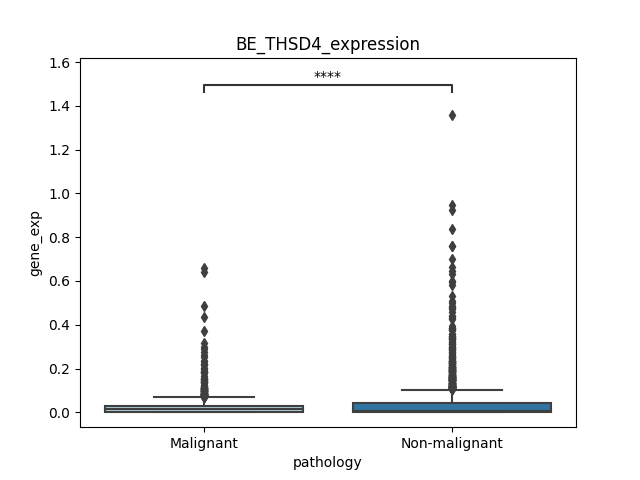 BE_THSD4_expression
****
1.6
1.4
1.2
1.0
0.8
0.6
0.4
0.2
0.0
gene_exp
Malignant
Non-malignant
pathology